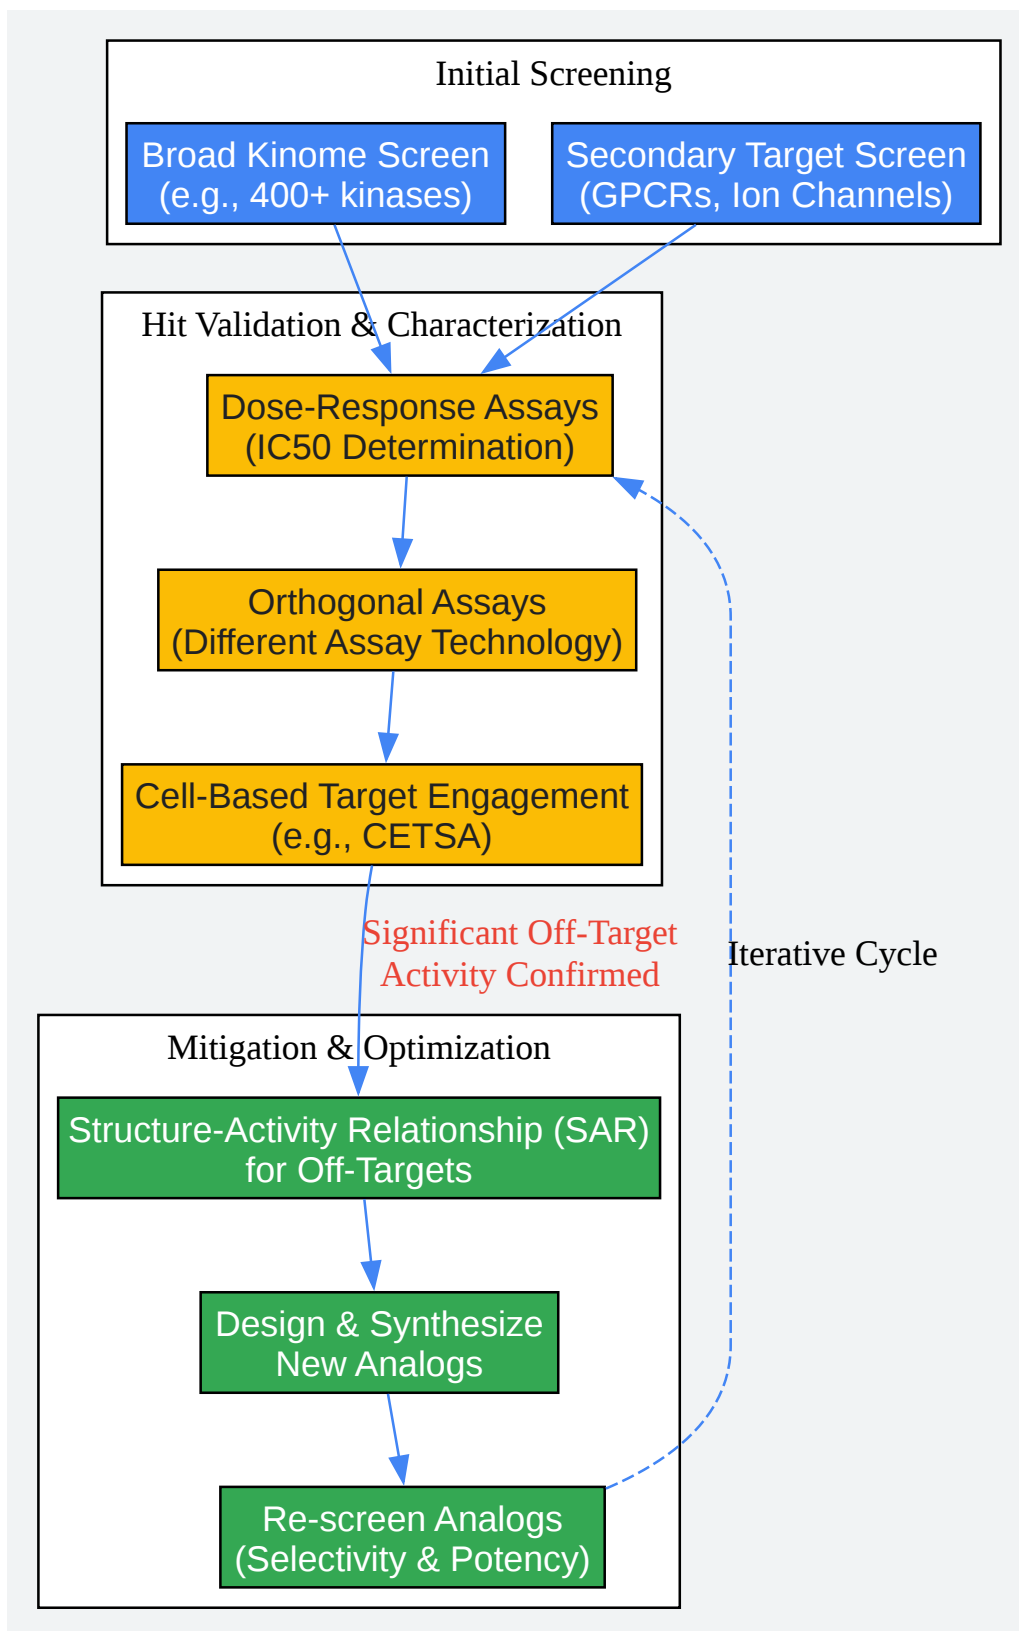 Initial Screening
Broad Kinome Screen
(e.g., 400+ kinases)
Secondary Target Screen
(GPCRs, Ion Channels)
Hit Validation & Characterization
Dose-Response Assays
(IC50 Determination)
Orthogonal Assays
(Different Assay Technology)
Cell-Based Target Engagement
(e.g., CETSA)
Significant Off-Target
Activity Confirmed
Iterative Cycle
Mitigation & Optimization
Structure-Activity Relationship (SAR)
for Off-Targets
Design & Synthesize
New Analogs
Re-screen Analogs
(Selectivity & Potency)